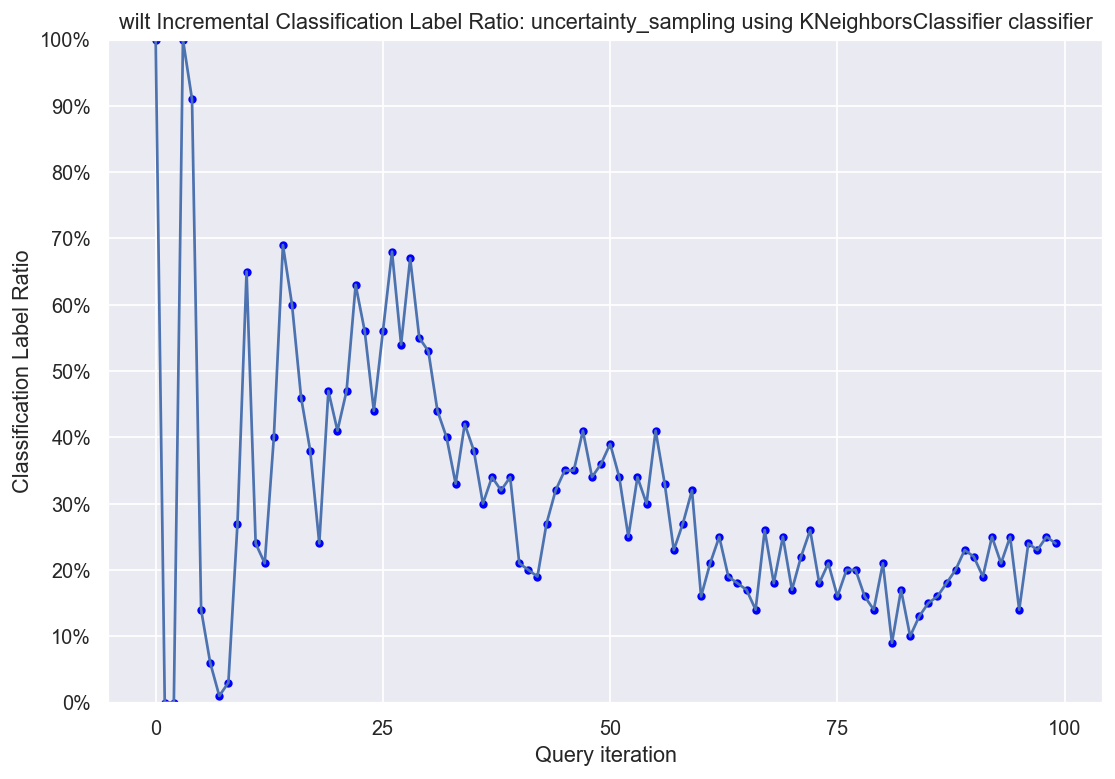 wilt Incremental Classification Label Ratio: uncertainty_sampling using KNeighborsClassifier classifier
100%
90%
80%
70%
60%
50%
40%
30%
20%
10%
0%
Classification Label Ratio
0 25 50 75 100
Query iteration